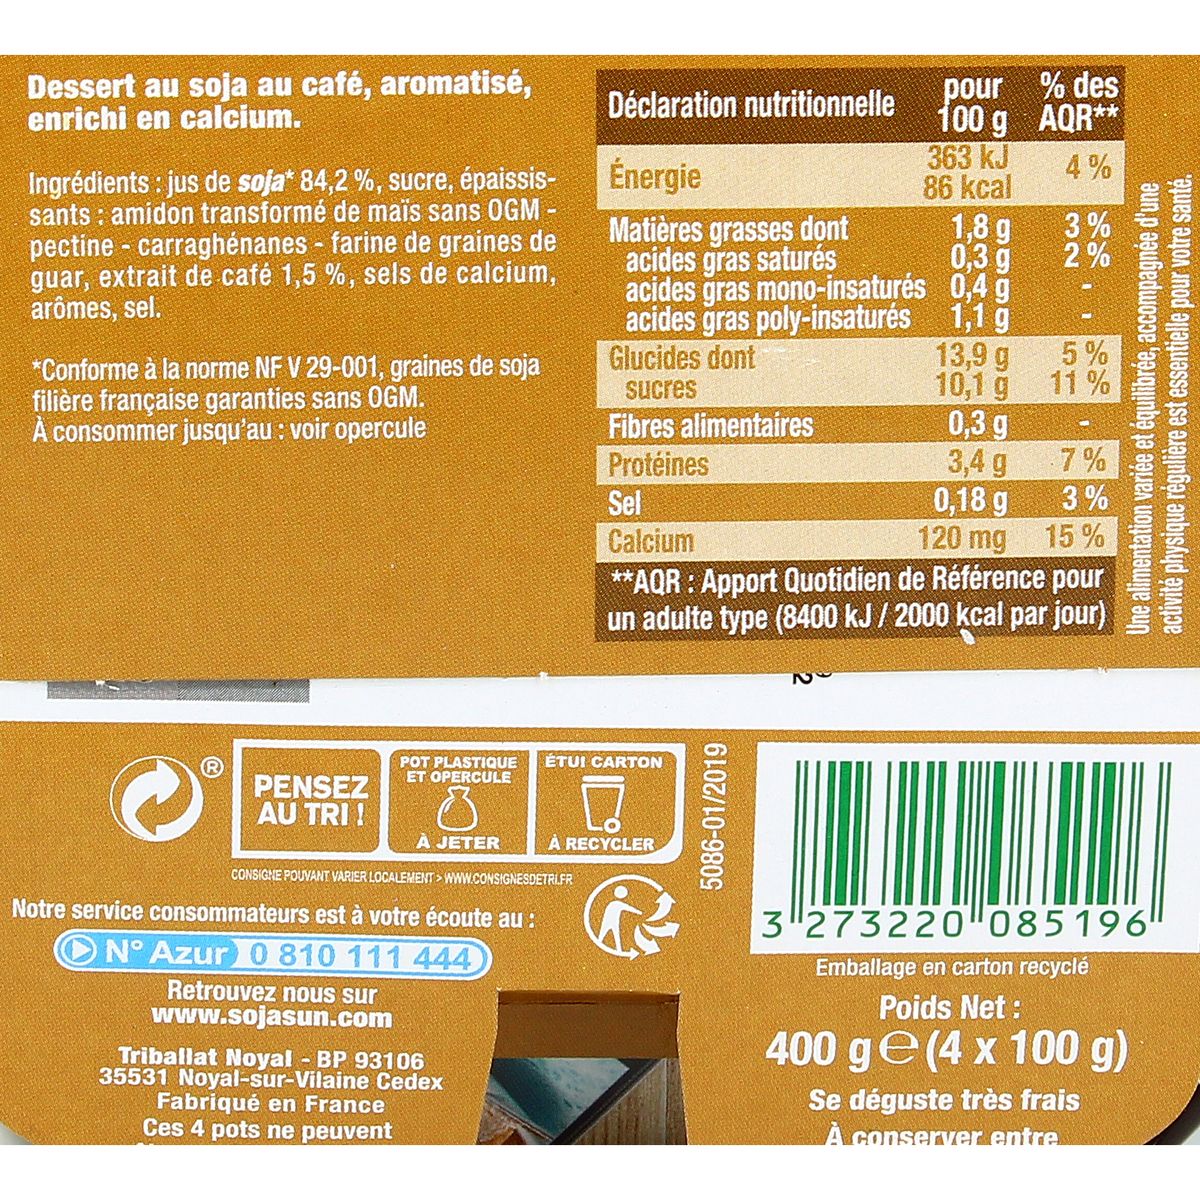 Dessert au soja au café, aromatisé,
enrichi en calcium.
Ingrédients : jus de soja* 84,2 %, sucre, épaissis-
sants : amidon transformé de maïs sans OGM -
pectine - carraghénanes - farine de graines de
guar, extrait de café 1,5 %, sels de calcium,
arômes, sel.
*Conforme à la norme NF V 29-001, graines de soja
filière française garanties sans OGM.
À consommer jusqu'au : voir opercule
Déclaration nutritionnelle pour 100 g % des AQR**
Énergie 363 kJ 86 kcal 4 %
Matières grasses dont 1,8 g 3 %
acides gras saturés 0,3 g 2 %
acides gras mono-insaturés 0,4 g -
acides gras poly-insaturés 1,1 g -
Glucides dont 13,9 g 5 %
sucres 10,1 g 11 %
Fibres alimentaires 0,3 g -
Protéines 3,4 g 7 %
Sel 0,18 g 3 %
Calcium 120 mg 15 %
**AQR : Apport Quotidien de Référence pour
un adulte type (8400 kJ / 2000 kcal par jour)
Une alimentation variée et équilibrée, accompagnée d'une
activité physique régulière est essentielle pour votre santé.
®
PENSEZ
AU TRI !
POT PLASTIQUE
ET OPERCULE
À JETER
ÉTUI CARTON
À RECYCLER
CONSIGNE POUVANT VARIER LOCALEMENT > WWW.CONSIGNESDETRI.FR
5086-01/2019
Notre service consommateurs est à votre écoute au :
N° Azur 0 810 111 444
Retrouvez nous sur
www.sojasun.com
Triballat Noyal - BP 93106
35531 Noyal-sur-Vilaine Cedex
Fabriqué en France
Ces 4 pots ne peuvent
3 273220 085196
Emballage en carton recyclé
Poids Net :
400 g e (4 x 100 g)
Se déguste très frais
À conserver entre